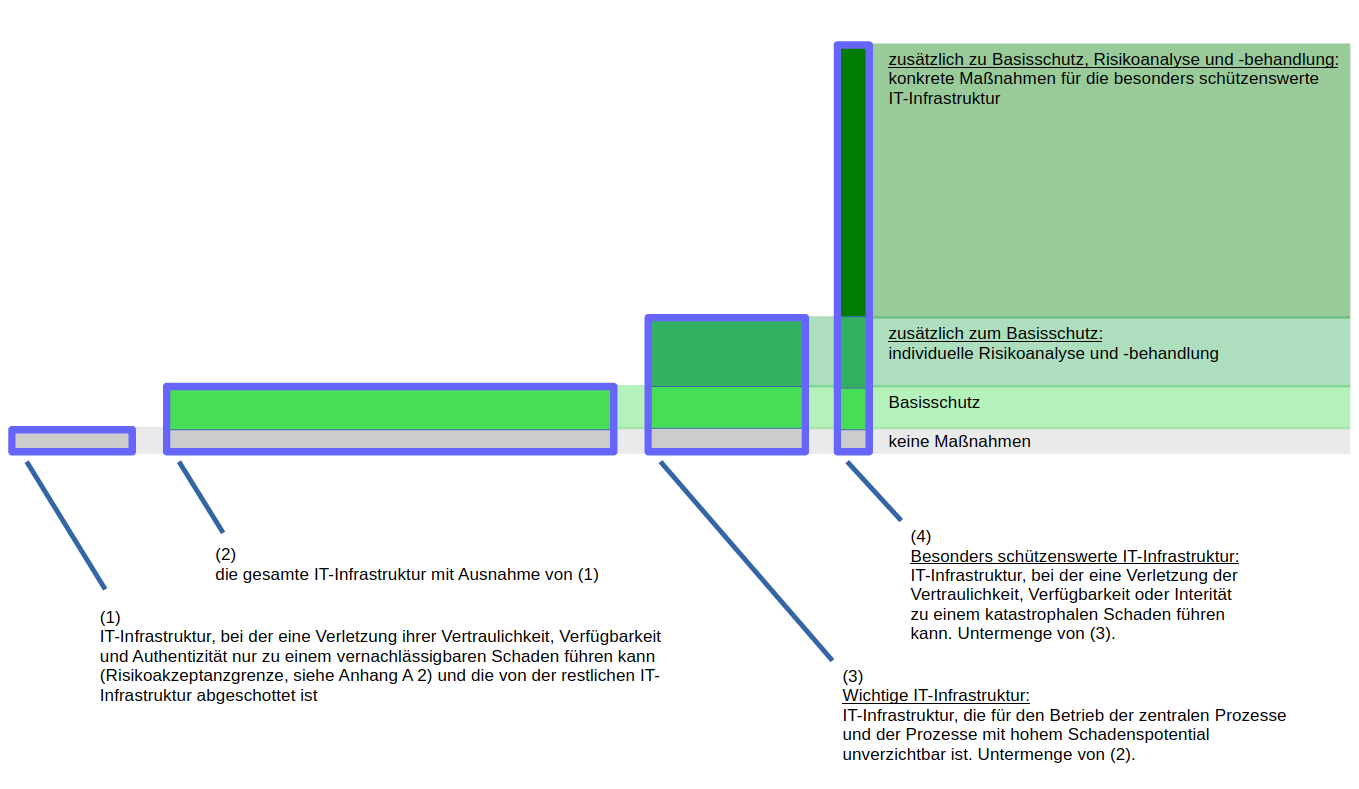 zusätzlich zu Basisschutz, Risikoanalyse und -behandlung:
konkrete Maßnahmen für die besonders schützenswerte
IT-Infrastruktur
zusätzlich zum Basisschutz:
individuelle Risikoanalyse und -behandlung
Basisschutz
keine Maßnahmen
(1)
IT-Infrastruktur, bei der eine Verletzung ihrer Vertraulichkeit, Verfügbarkeit
und Authentizität nur zu einem vernachlässigbaren Schaden führen kann
(Risikoakzeptanzgrenze, siehe Anhang A 2) und die von der restlichen IT-
Infrastruktur abgeschottet ist
(2)
die gesamte IT-Infrastruktur mit Ausnahme von (1)
(3)
Wichtige IT-Infrastruktur:
IT-Infrastruktur, die für den Betrieb der zentralen Prozesse
und der Prozesse mit hohem Schadenspotential
unverzichtbar ist. Untermenge von (2).
(4)
Besonders schützenswerte IT-Infrastruktur:
IT-Infrastruktur, bei der eine Verletzung der
Vertraulichkeit, Verfügbarkeit oder Interität
zu einem katastrophalen Schaden führen
kann. Untermenge von (3).